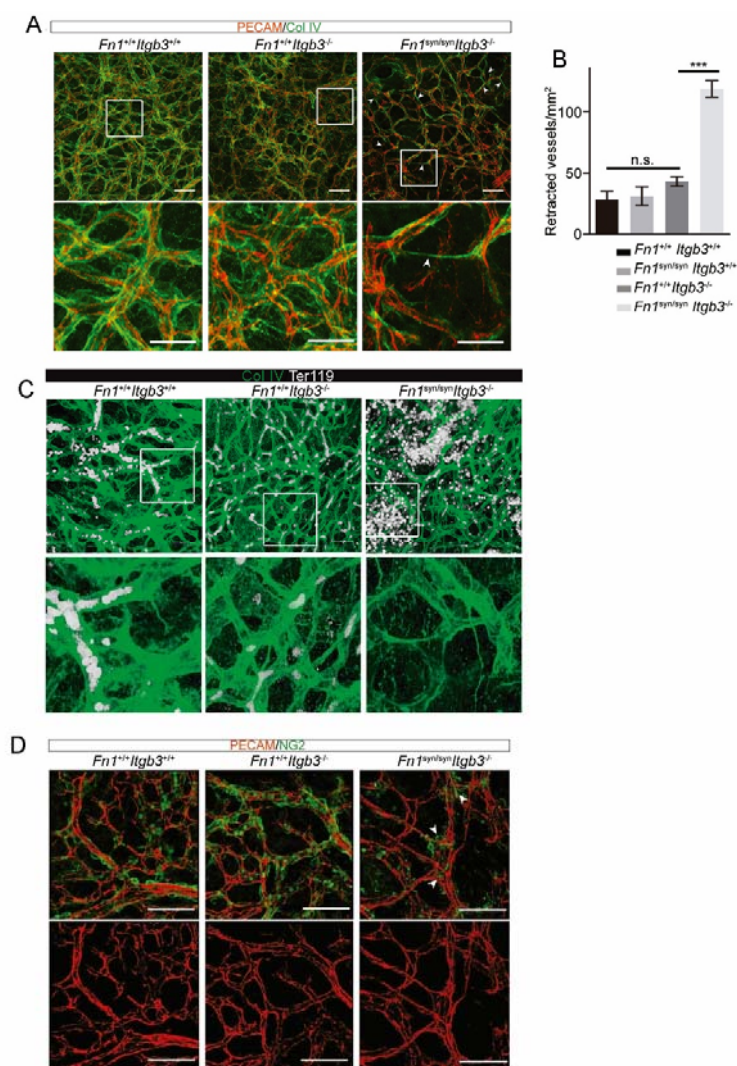 A
PECAM/Col IV
Fn1+/+Itgb3+/+ Fn1+/+Itgb3-/- Fn1syn/synItgb3-/-
B
Retracted vessels/mm2
100
50
0
n.s.
***
Fn1+/+ Itgb3+/+
Fn1syn/syn Itgb3+/+
Fn1+/+ Itgb3-/-
Fn1syn/syn Itgb3-/-
C
Col IV Ter119
Fn1+/+Itgb3+/+ Fn1+/+Itgb3-/- Fn1syn/synItgb3-/-
D
PECAM/NG2
Fn1+/+Itgb3+/+ Fn1+/+Itgb3-/- Fn1syn/synItgb3-/-